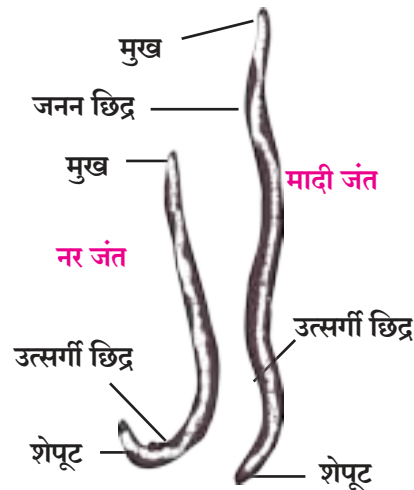 मुख
जनन छिद्र
मुख
मादी जंत
नर जंत
उत्सर्गी छिद्र
उत्सर्गी छिद्र
शेपूट
शेपूट